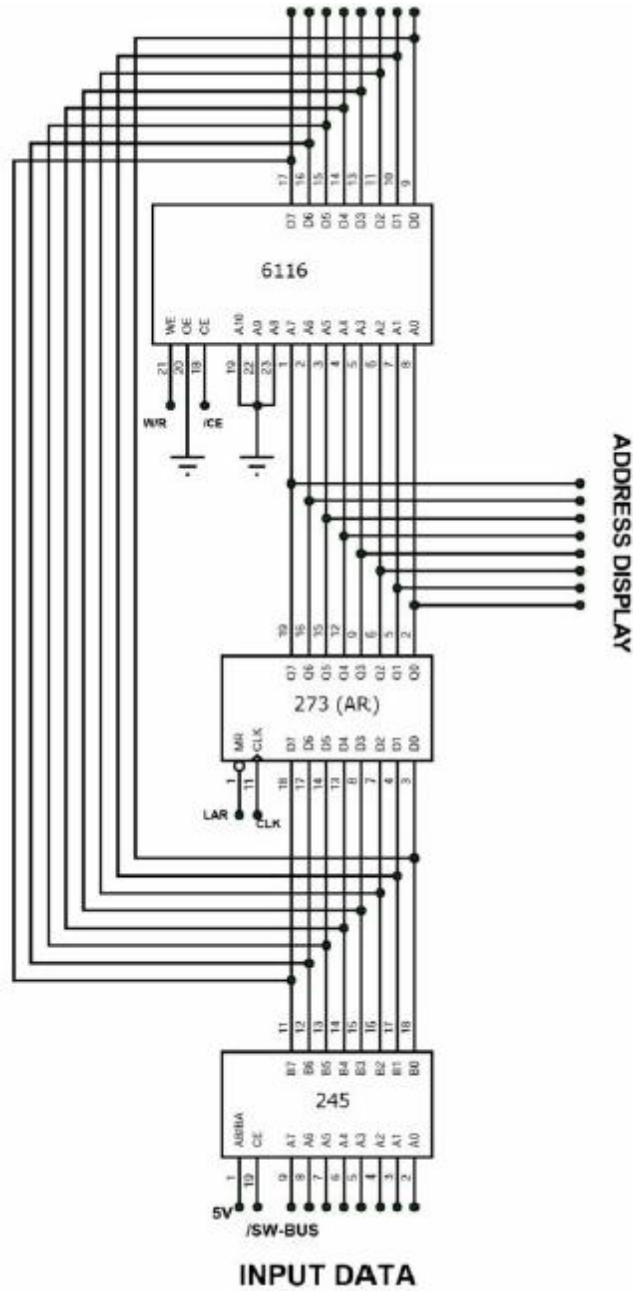 17 16 15 14 13 11 10 9
D7 D6 D5 D4 D3 D2 D1 D0
6116
WE OE CE A10 A9 A8 A7 A6 A5 A4 A3 A2 A1 A0
21 20 18 19 22 23 1 2 3 4 5 6 7 8
W/R /CE
ADDRESS DISPLAY
19 16 15 12 9 6 5 2
Q7 Q6 Q5 Q4 Q3 Q2 Q1 Q0
273 (AR)
MR CLK D7 D6 D5 D4 D3 D2 D1 D0
1 11 18 17 14 13 8 7 4 3
LAR CLK
11 12 13 14 15 16 17 18
B7 B6 B5 B4 B3 B2 B1 B0
245
AB/BA CE A7 A6 A5 A4 A3 A2 A1 A0
1 19 9 8 7 6 5 4 3 2
5V
/SW-BUS
INPUT DATA